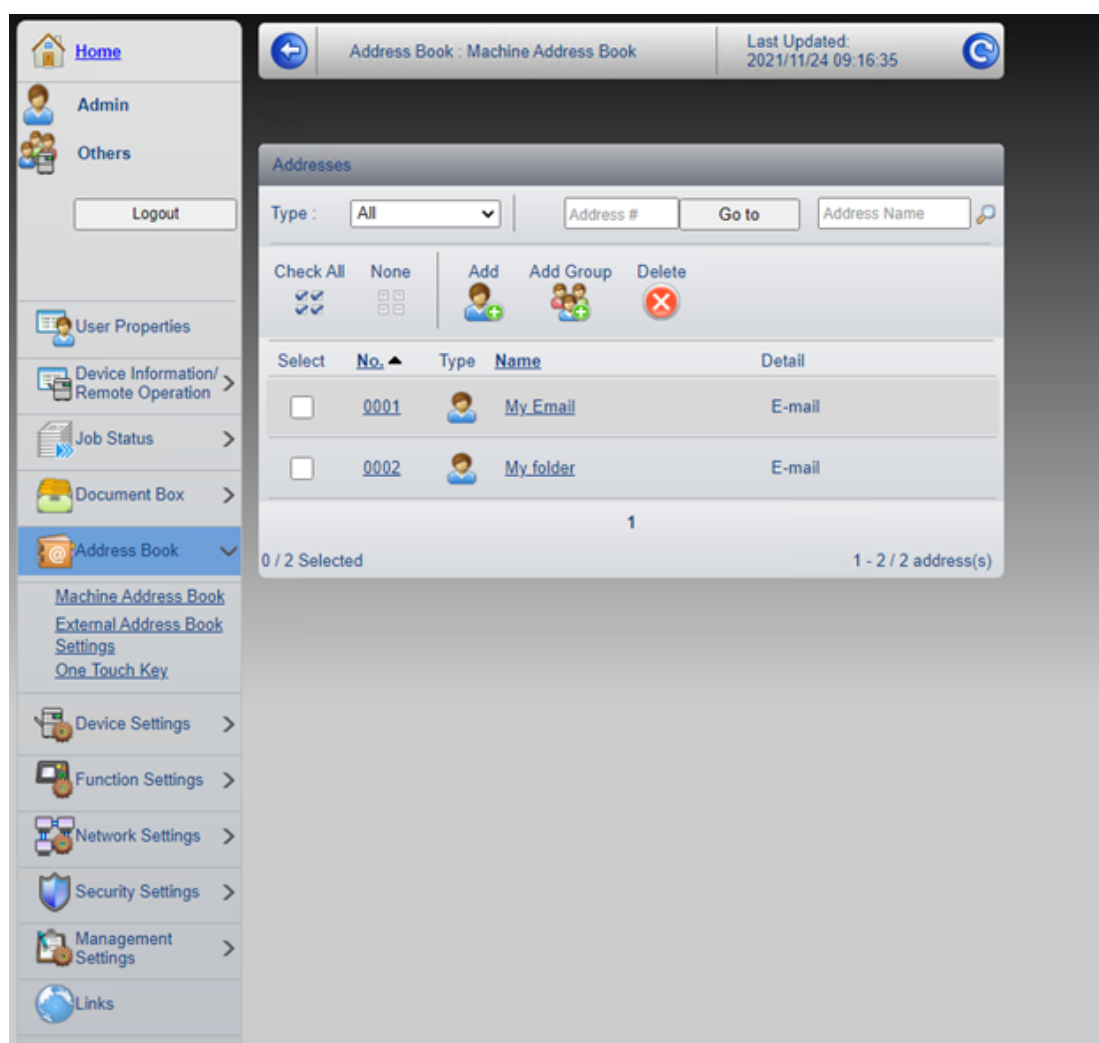 Home
Admin
Others
Logout
User Properties
Device Information/
Remote Operation
Job Status
Document Box
Address Book
Machine Address Book
External Address Book
Settings
One Touch Key
Device Settings
Function Settings
Network Settings
Security Settings
Management
Settings
Links
Address Book : Machine Address Book
Last Updated:
2021/11/24 09:16:35
Addresses
Type : All Address # Go to Address Name
Check All None Add Add Group Delete
Select No. Type Name Detail
0001 My Email E-mail
0002 My folder E-mail
1
0 / 2 Selected 1 - 2 / 2 address(s)